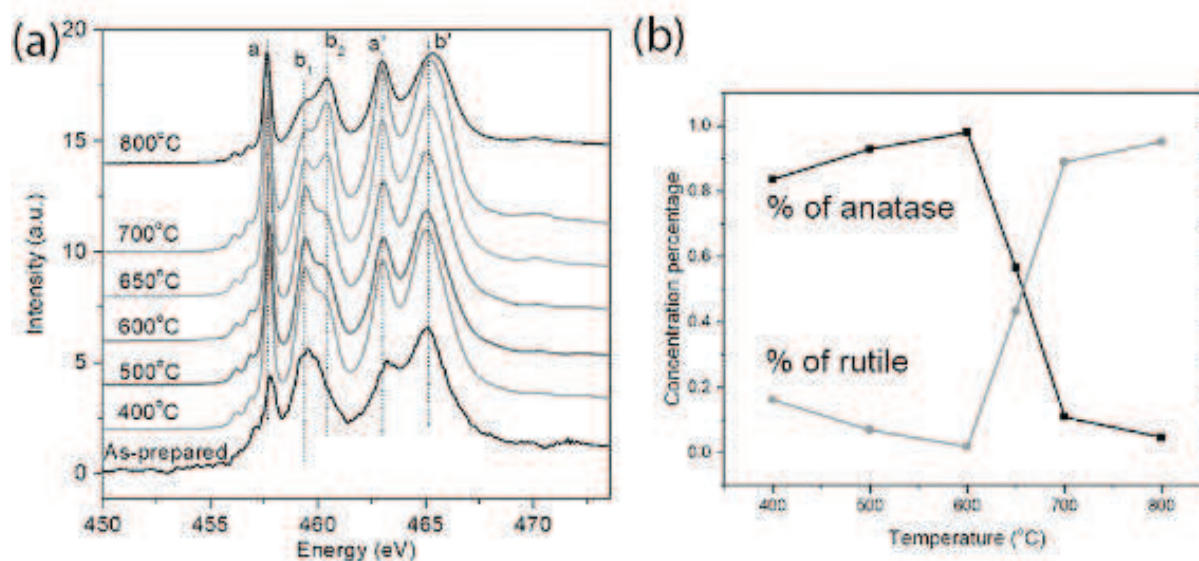 (a)
20
15
10
5
0
Intensity (a.u.)
a
b1
b2
a'
b'
800°C
700°C
650°C
600°C
500°C
400°C
As-prepared
450
455
460
465
470
Energy (eV)
(b)
1.0
0.8
0.6
0.4
0.2
0.0
Concentration percentage
% of anatase
% of rutile
400
500
600
700
800
Temperature (°C)